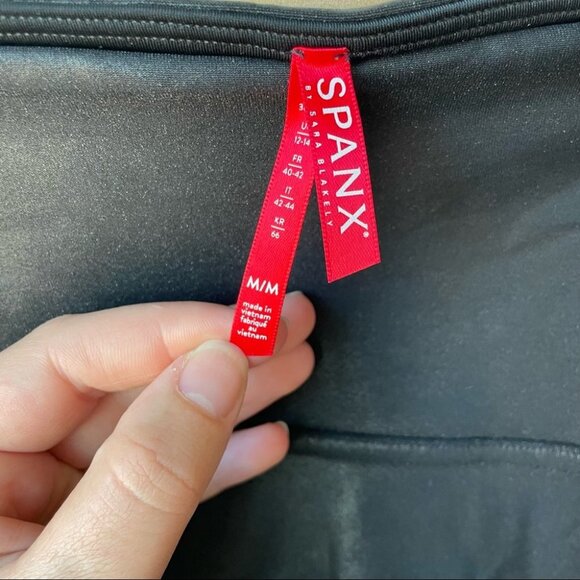 SPANX®
BY SARA BLAKELY
12-14
FR
40-42
IT
42-44
KR
66
M/M
made in
vietnam
fabriqué
au
vietnam